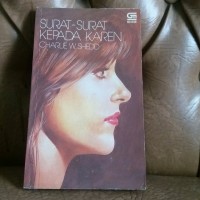 SURAT-SURAT
KEPADA KAREN
CHARLIE W. SHEDD